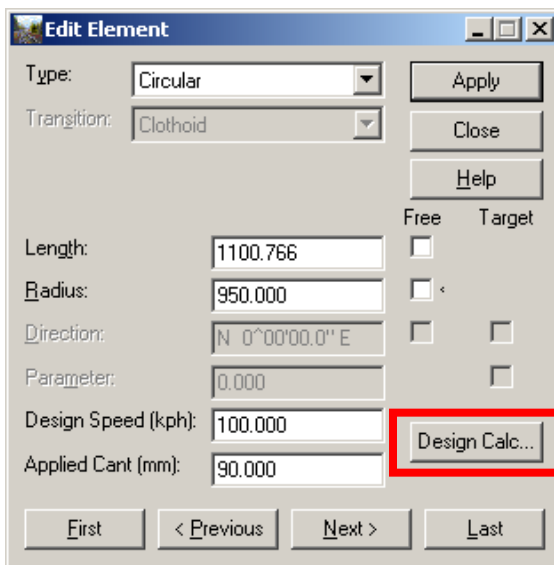 Edit Element
Type: Circular Apply
Transition: Clothoid Close
Help
Free Target
Length: 1100.766
Radius: 950.000 <
Direction: N 0^00'00.0" E
Parameter: 0.000
Design Speed (kph): 100.000
Design Calc...
Applied Cant (mm): 90.000
First < Previous Next > Last